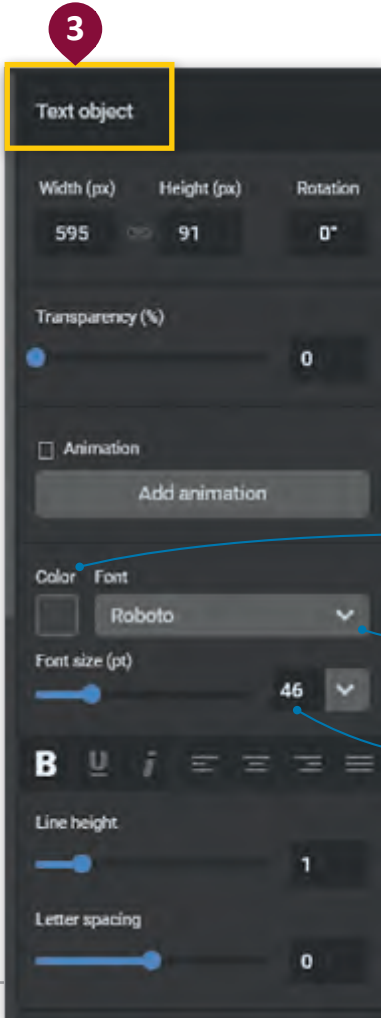 3
Text object
Width (px) Height (px) Rotation
595 91 0°
Transparency (%)
0
Animation
Add animation
Color Font
Roboto
Font size (pt)
46
B U i
Line height
1
Letter spacing
0